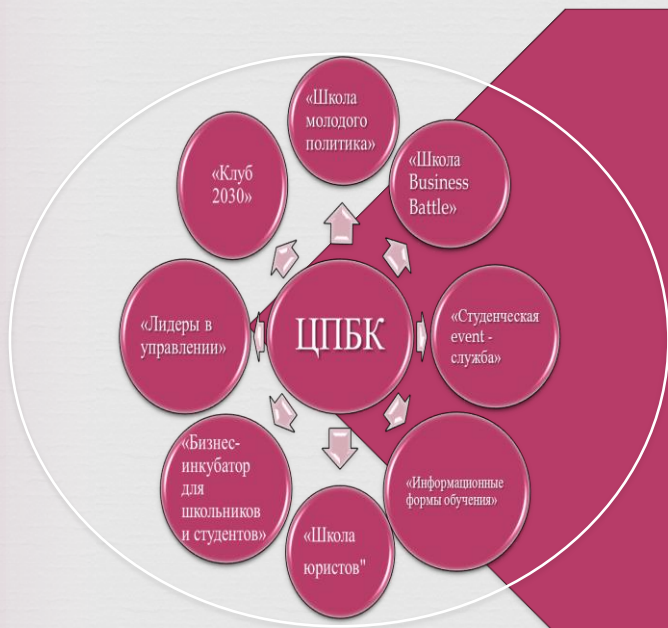 «Школа
молодого
политика»
«Школа
Business
Battle»
«Студенческая
event -
служба»
«Информационные
формы обучения»
«Школа
юристов"
«Бизнес-
инкубатор
для
школьников
и студентов»
«Лидеры в
управлении»
«Клуб
2030»
ЦПБК